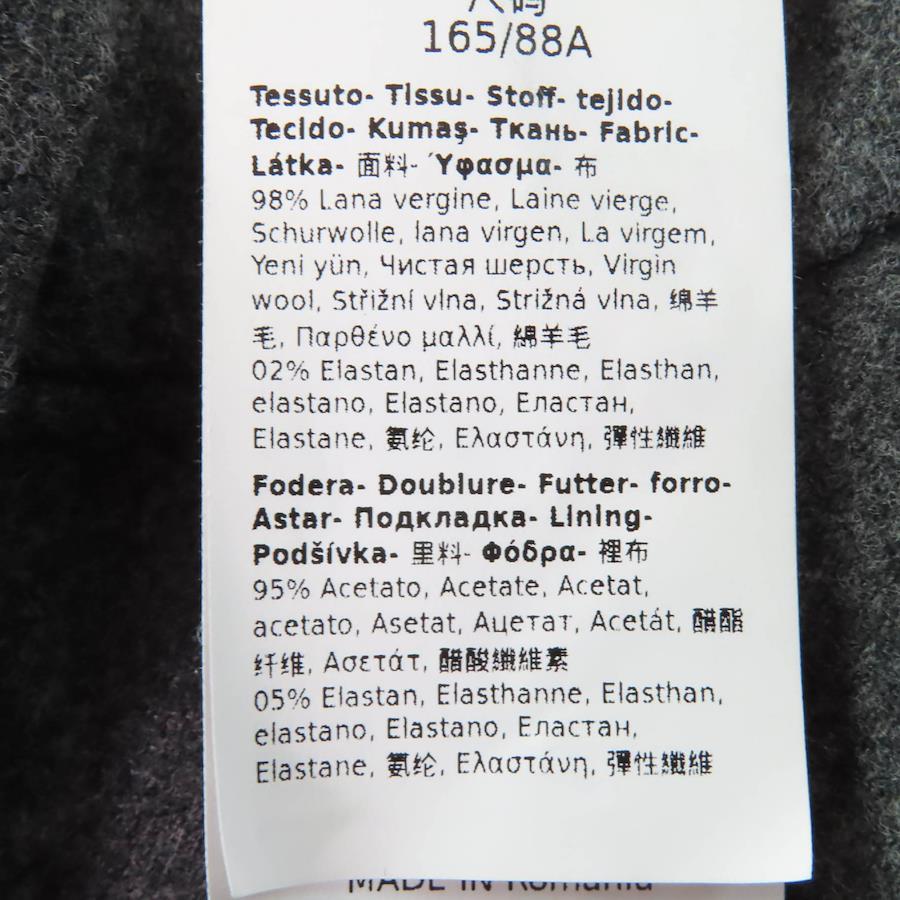 尺码
165/88A
Tessuto- Tissu- Stoff- tejido-
Tecido- Kumaş- Ткань- Fabric-
Látka- 面料- Ύφασμα- 布
98% Lana vergine, Laine vierge,
Schurwolle, lana virgen, La virgem,
Yeni yün, Чистая шерсть, Virgin
wool, Střižní vlna, Strižná vlna, 绵羊
毛, Παρθένο μαλλί, 綿羊毛
02% Elastan, Elasthanne, Elasthan,
elastano, Elastano, Еластан,
Elastane, 氨纶, Ελαστάνη, 彈性纖維
Fodera- Doublure- Futter- forro-
Astar- Подкладка- Lining-
Podšívka- 里料- Φόδρα- 裡布
95% Acetato, Acetate, Acetat,
acetato, Asetat, Ацетат, Acetát, 醋酯
纤维, Ασετάτ, 醋酸纖維素
05% Elastan, Elasthanne, Elasthan,
elastano, Elastano, Еластан,
Elastane, 氨纶, Ελαστάνη, 彈性纖維
MADE IN Romania